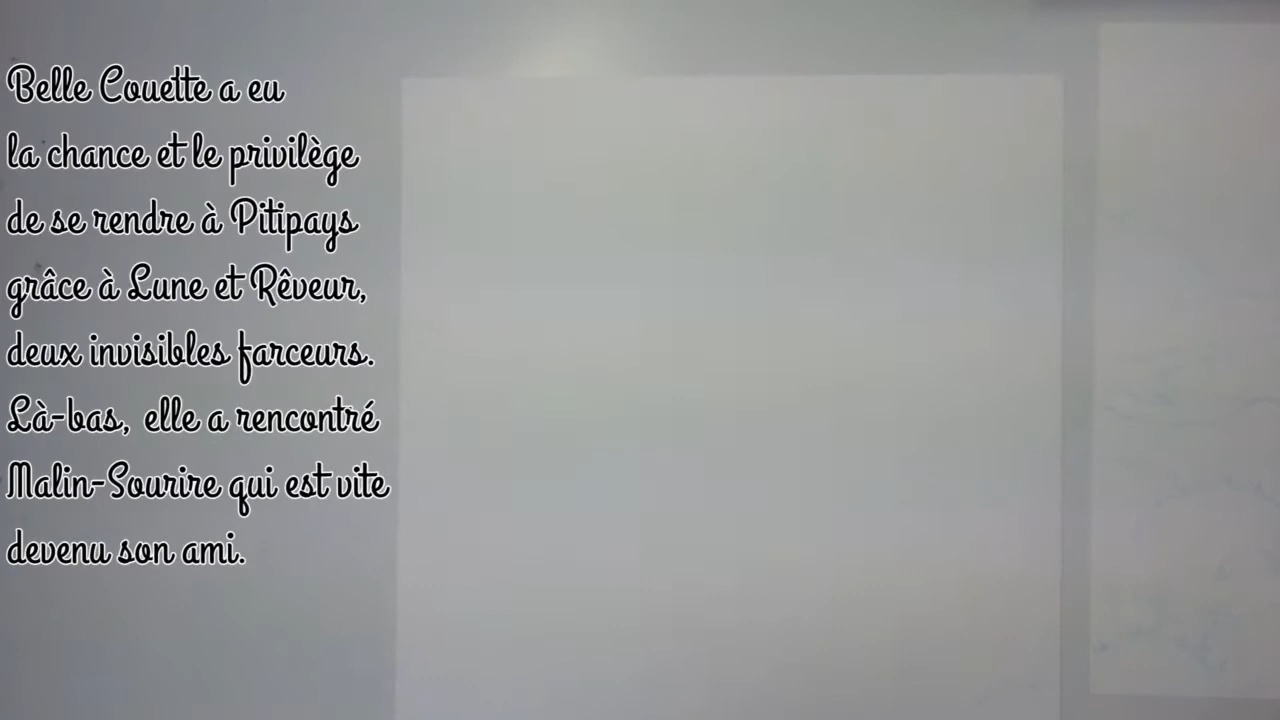 Belle Couette a eu
la chance et le privilège
de se rendre à Pitipays
grâce à Lune et Rêveur,
deux invisibles farceurs.
Là-bas, elle a rencontré
Malin-Sourire qui est vite
devenu son ami.